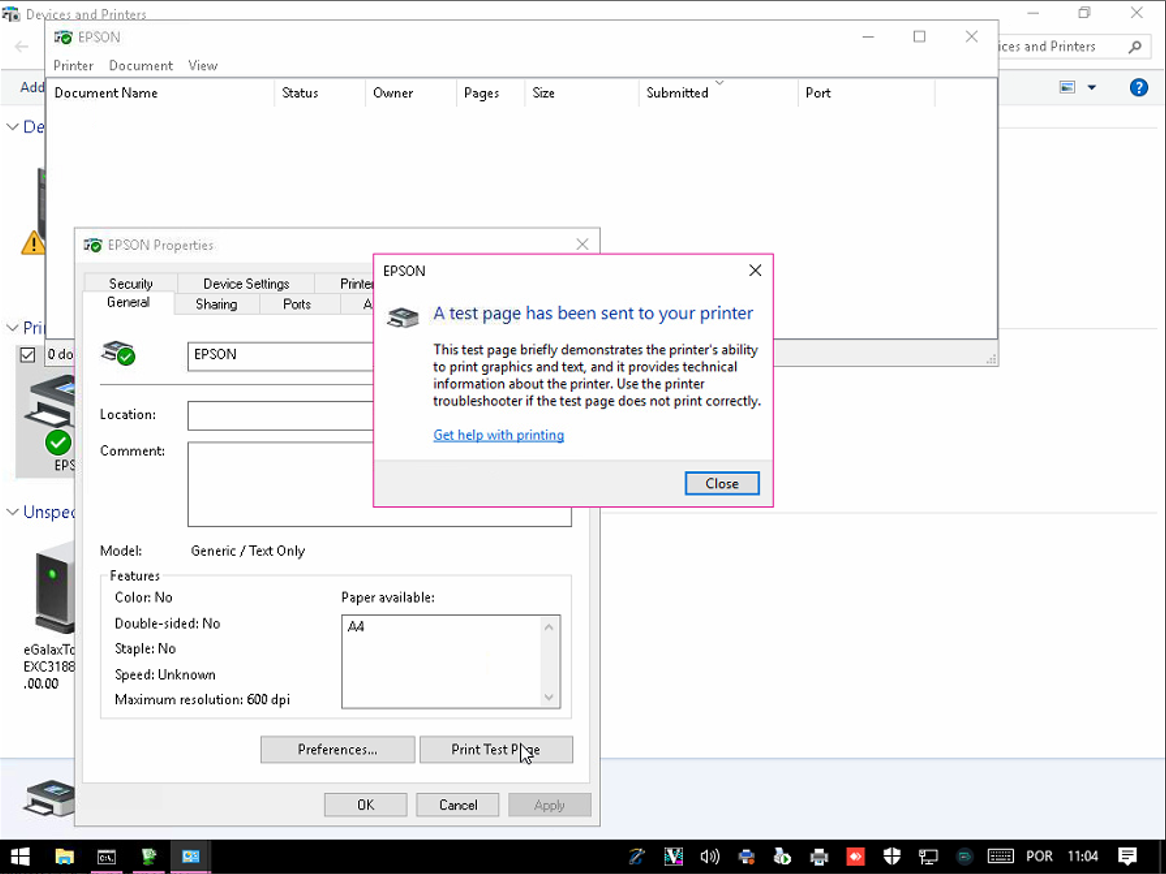 Devices and Printers
EPSON
ices and Printers
Printer Document View
Add
Document Name Status Owner Pages Size Submitted Port
De
EPSON Properties
Security Device Settings Printe
General Sharing Ports A
EPSON
A test page has been sent to your printer
This test page briefly demonstrates the printer's ability
to print graphics and text, and it provides technical
information about the printer. Use the printer
troubleshooter if the test page does not print correctly.
Get help with printing
Close
Pri
0 do
EPSON
Location:
Comment:
EPS
Unspec
Model: Generic / Text Only
Features
Color: No
Double-sided: No
Staple: No
Speed: Unknown
Maximum resolution: 600 dpi
Paper available:
A4
eGalaxTo
EXC3188
.00.00
Preferences... Print Test Page
OK Cancel Apply
POR 11:04